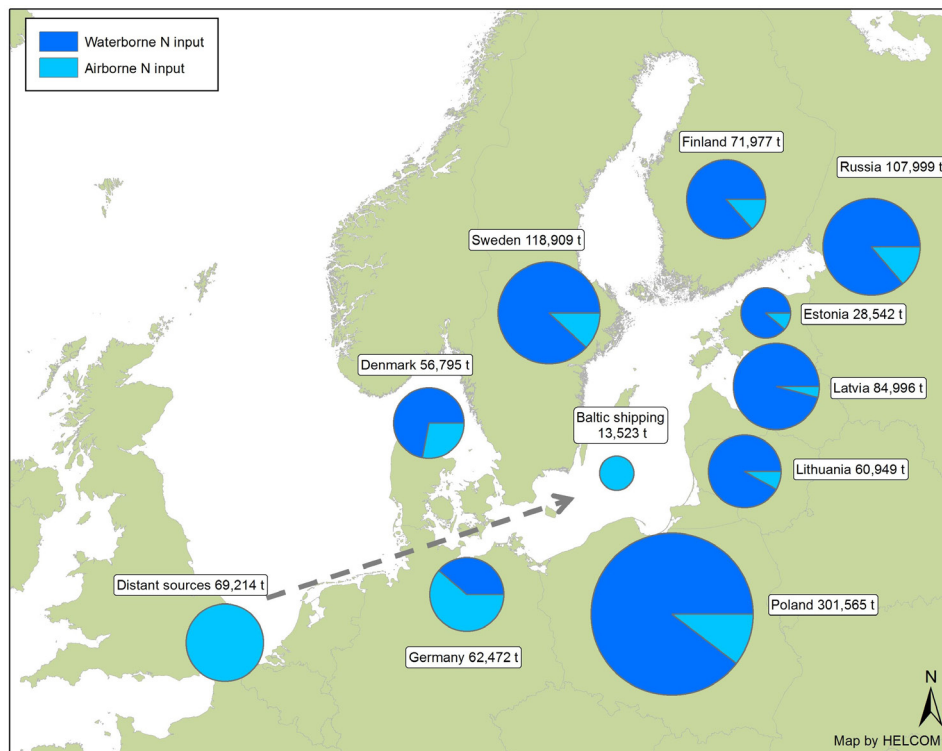 Waterborne N input
Airborne N input
Finland 71,977 t
Russia 107,999 t
Sweden 118,909 t
Estonia 28,542 t
Denmark 56,795 t
Latvia 84,996 t
Baltic shipping
13,523 t
Lithuania 60,949 t
Distant sources 69,214 t
Poland 301,565 t
Germany 62,472 t
N
Map by HELCOM